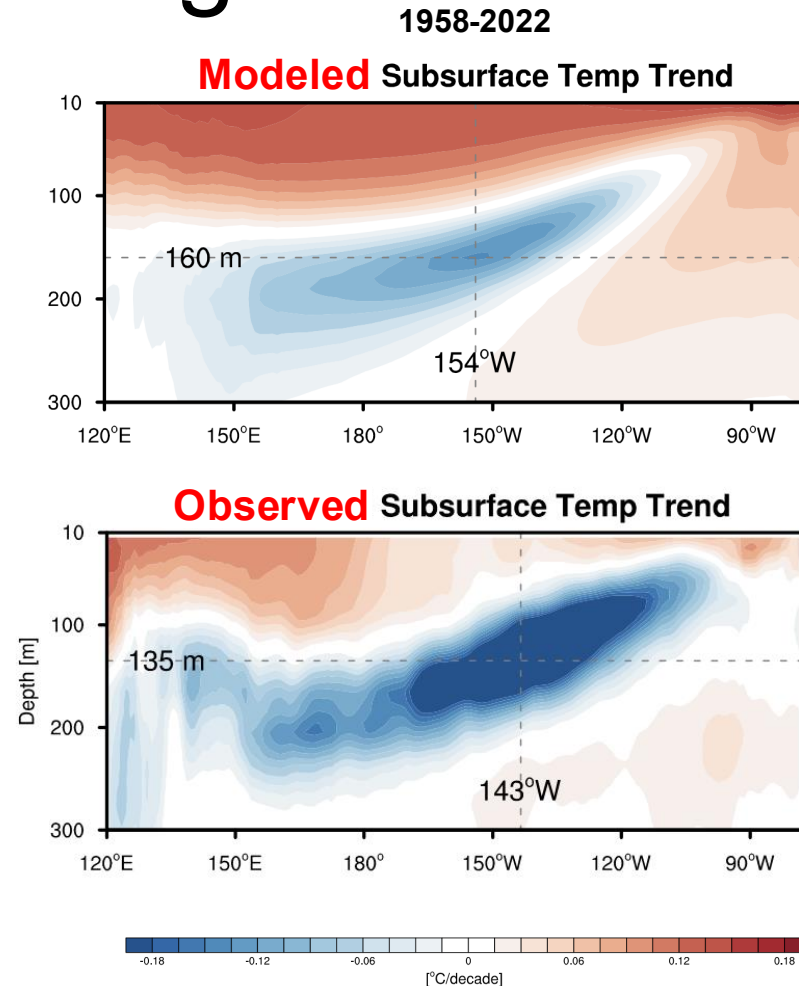 g
1958-2022
Modeled Subsurface Temp Trend
10
100
160 m
200
154°W
300
120°E 150°E 180° 150°W 120°W 90°W
Observed Subsurface Temp Trend
10
100
135 m
Depth [m]
200
143°W
300
120°E 150°E 180° 150°W 120°W 90°W
-0.18 -0.12 -0.06 0 0.06 0.12 0.18
[°C/decade]